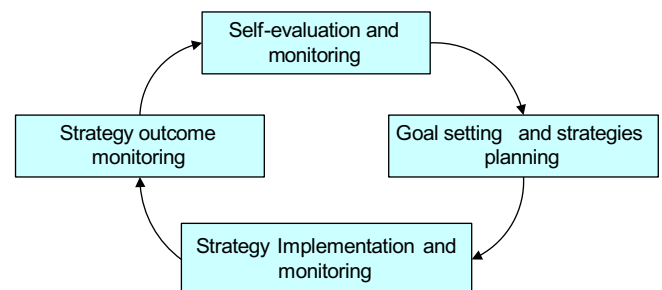 Self-evaluation and
monitoring
Goal setting and strategies
planning
Strategy Implementation and
monitoring
Strategy outcome
monitoring